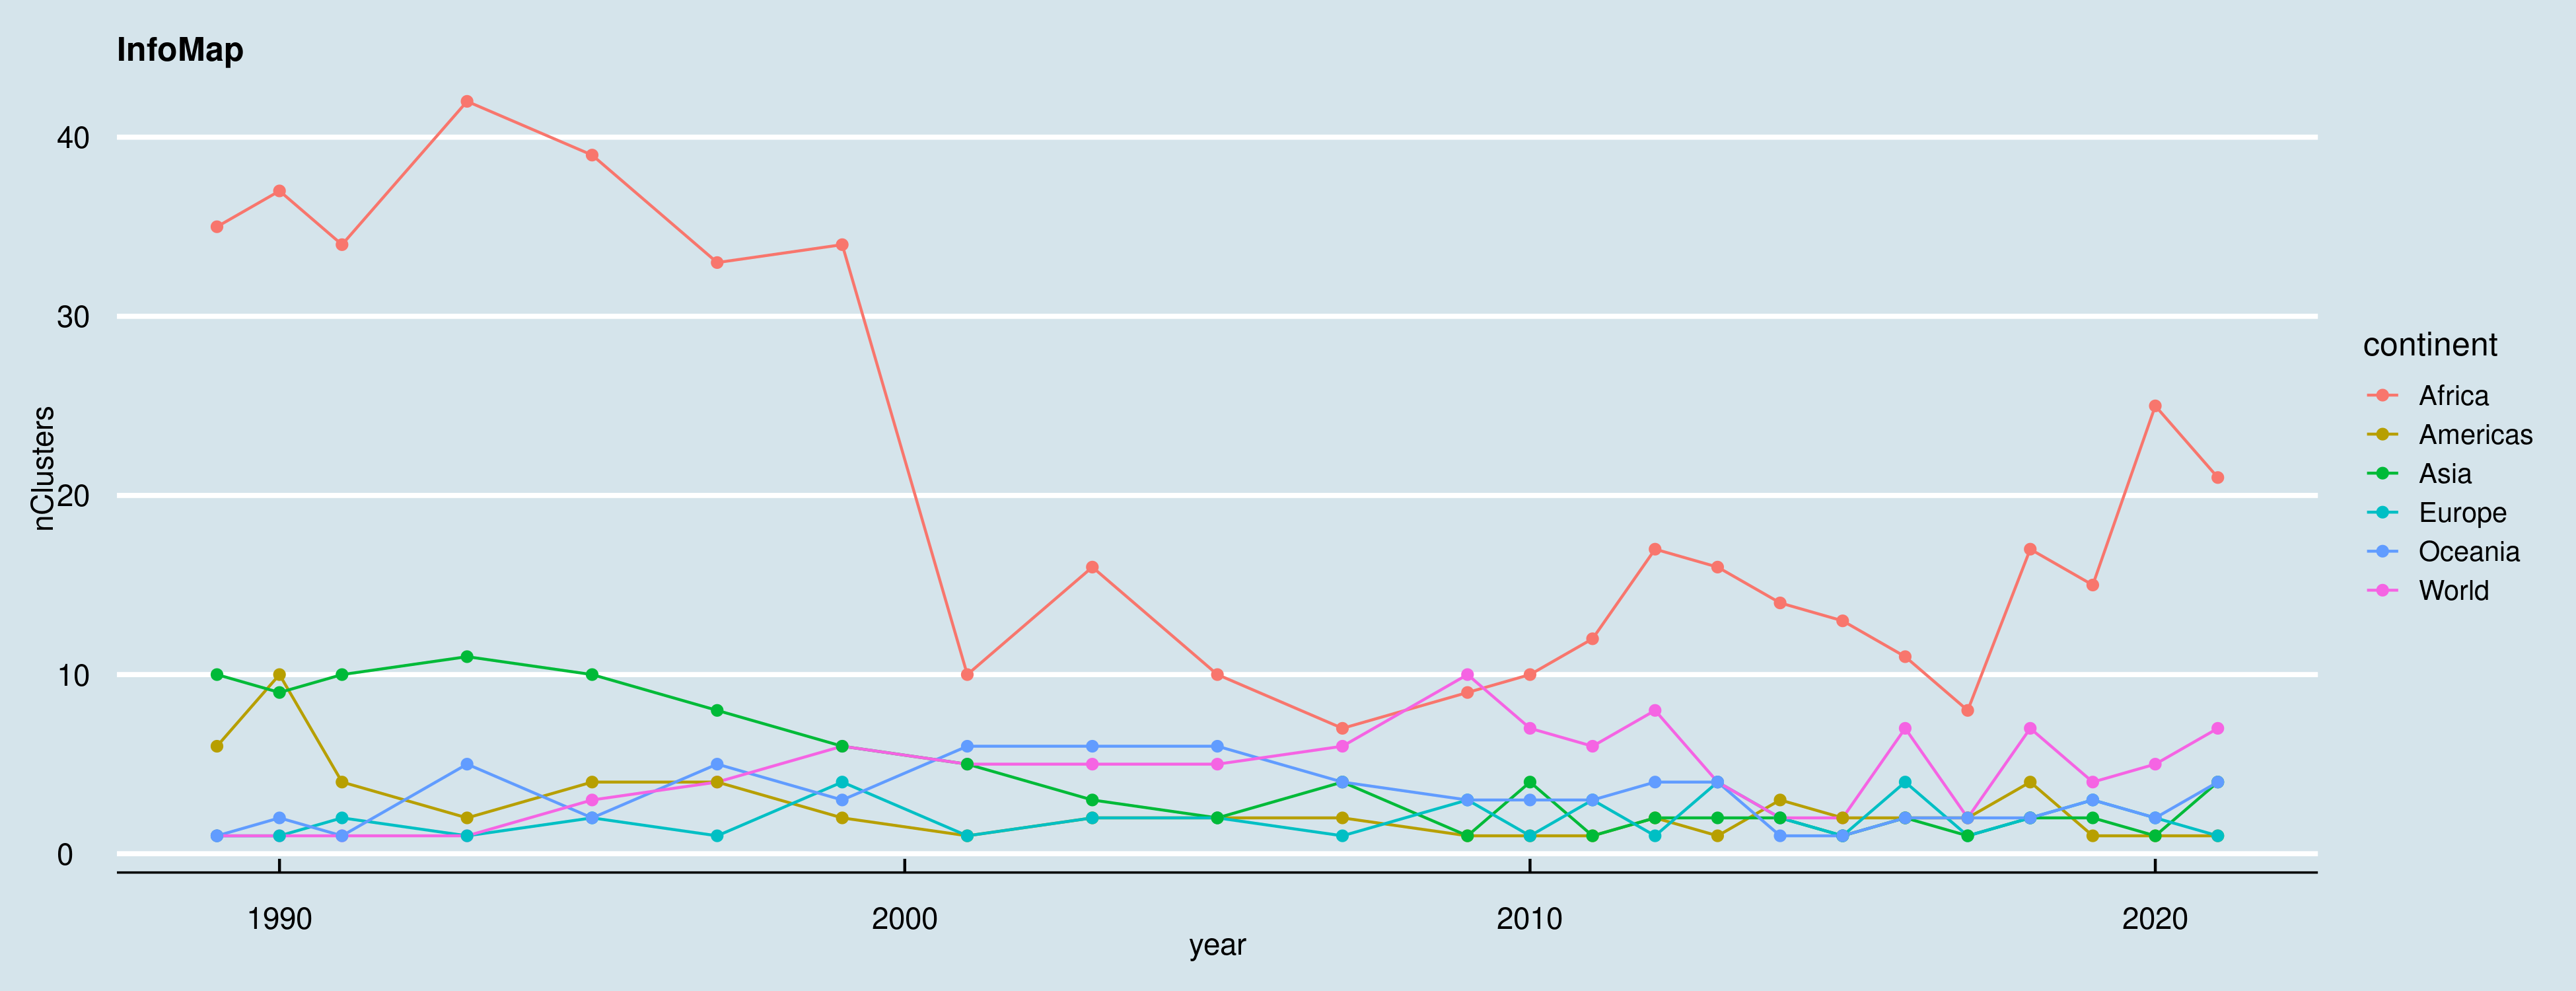 InfoMap
nClusters
40
30
20
10
0
1990
2000
2010
2020
year
continent
Africa
Americas
Asia
Europe
Oceania
World